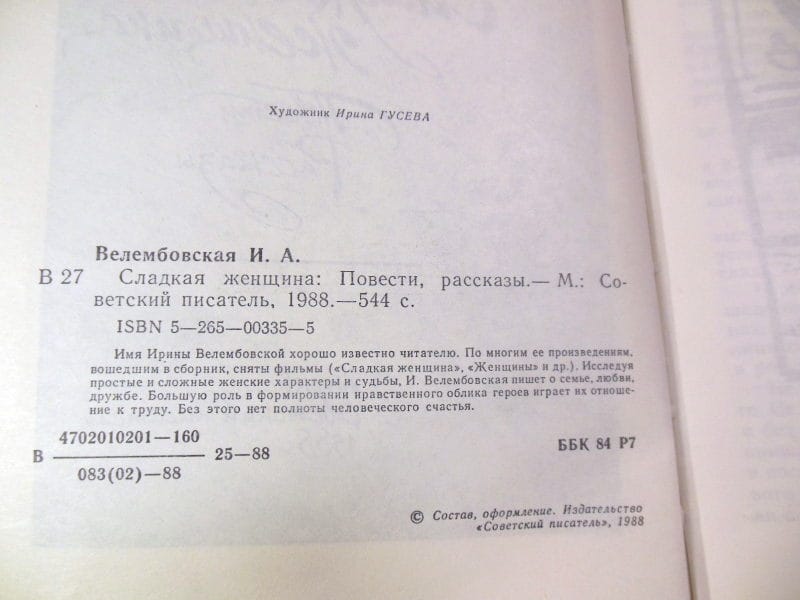 Художник Ирина ГУСЕВА
Велембовская И. А.
В 27 Сладкая женщина: Повести, рассказы.— М.: Со-
ветский писатель, 1988.—544 с.
ISBN 5—265—00335—5
Имя Ирины Велембовской хорошо известно читателю. По многим ее произведениям,
вошедшим в сборник, сняты фильмы («Сладкая женщина», «Женщины» и др.). Исследуя
простые и сложные женские характеры и судьбы, И. Велембовская пишет о семье, любви,
дружбе. Большую роль в формировании нравственного облика героев играет их отноше-
ние к труду. Без этого нет полноты человеческого счастья.
4702010201—160
В 25—88
083(02)—88
ББК 84 Р7
© Состав, оформление. Издательство
«Советский писатель», 1988